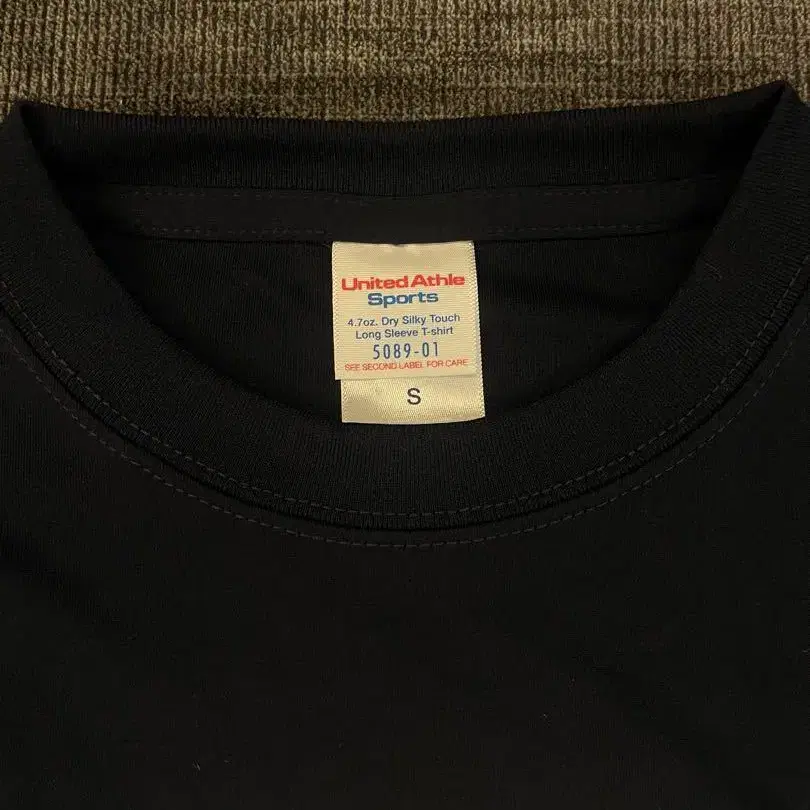 United Athle
Sports
4.7oz. Dry Silky Touch
Long Sleeve T-shirt
5089-01
SEE SECOND LABEL FOR CARE
S